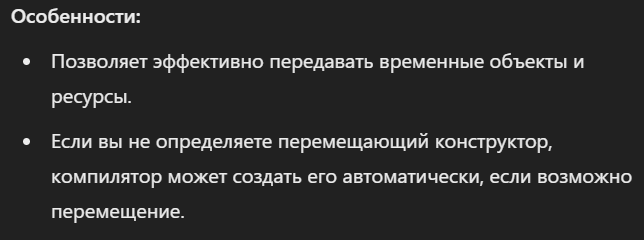 Особенности:
• Позволяет эффективно передавать временные объекты и
ресурсы.
• Если вы не определяете перемещающий конструктор,
компилятор может создать его автоматически, если возможно
перемещение.